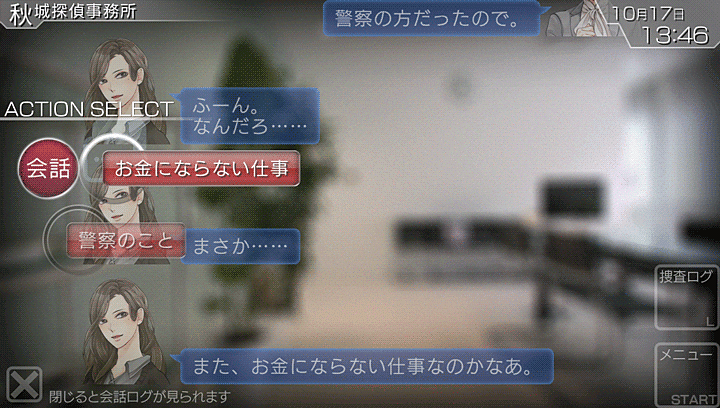 秋城探偵事務所
警察の方だったので。
10月17日
13:46
ACTION SELECT
ふーん。
なんだろ……
会話
お金にならない仕事
警察のこと
まさか……
捜査ログ
L
また、お金にならない仕事なのかなあ。
メニュー
START
閉じると会話ログが見られます